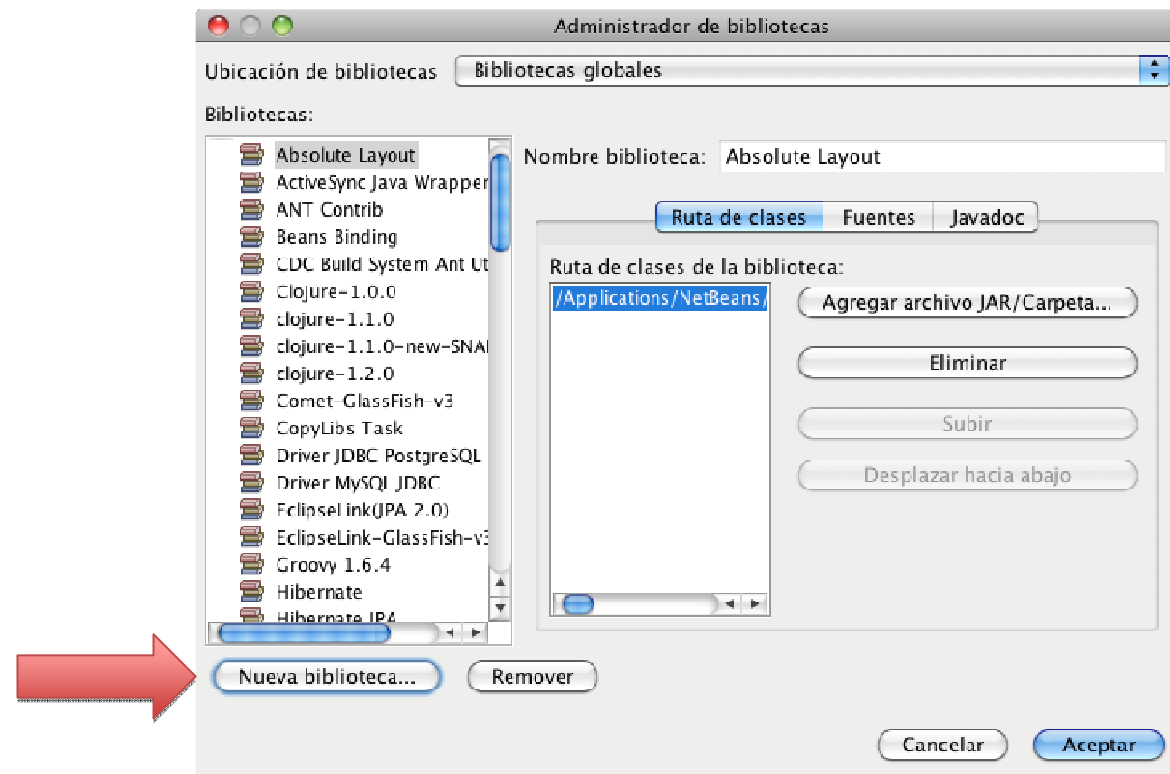 Administrador de bibliotecas
Ubicación de bibliotecas Bibliotecas globales
Bibliotecas:
Absolute Layout
ActiveSync Java Wrapper
ANT Contrib
Beans Binding
CDC Build System Ant Ut
Clojure-1.0.0
clojure-1.1.0
clojure-1.1.0-new-SNA
clojure-1.2.0
Comet-GlassFish-v3
CopyLibs Task
Driver JDBC PostgreSQL
Driver MySQL JDBC
EclipseLink(JPA 2.0)
EclipseLink-GlassFish-v3
Groovy 1.6.4
Hibernate
Hibernate JPA
Nueva biblioteca... Remover
Nombre biblioteca: Absolute Layout
Ruta de clases Fuentes Javadoc
Ruta de clases de la biblioteca:
/Applications/NetBeans/
Agregar archivo JAR/Carpeta...
Eliminar
Subir
Desplazar hacia abajo
Cancelar Aceptar